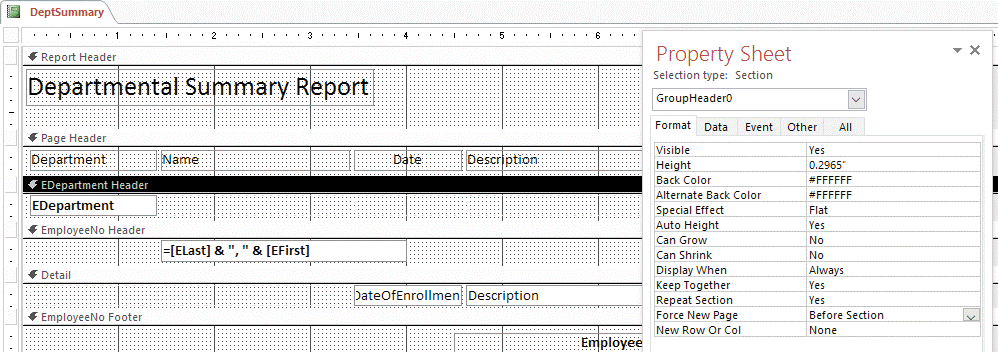 DeptSummary
1 2 3 4 5 6
Report Header
Departmental Summary Report
Page Header
Department Name Date Description
EDepartment Header
EDepartment
EmployeeNo Header
=[ELast] & ", " & [EFirst]
Detail
DateOfEnrollmen Description
EmployeeNo Footer
Employee
Property Sheet
Selection type: Section
GroupHeader0
Format Data Event Other All
Visible Yes
Height 0.2965"
Back Color #FFFFFF
Alternate Back Color #FFFFFF
Special Effect Flat
Auto Height Yes
Can Grow No
Can Shrink No
Display When Always
Keep Together Yes
Repeat Section Yes
Force New Page Before Section
New Row Or Col None